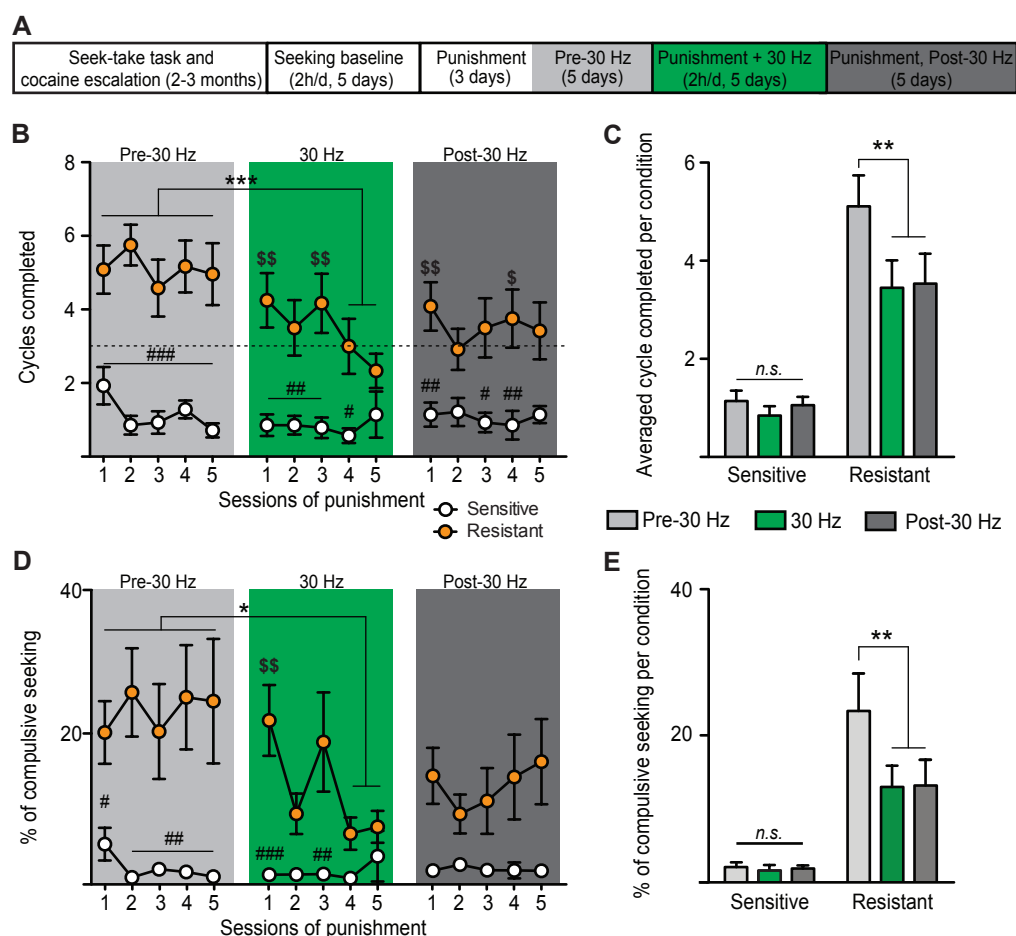 A
Seek-take task and
cocaine escalation (2-3 months)
Seeking baseline
(2h/d, 5 days)
Punishment
(3 days)
Pre-30 Hz
(5 days)
Punishment + 30 Hz
(2h/d, 5 days)
Punishment, Post-30 Hz
(5 days)
B
Pre-30 Hz
30 Hz
Post-30 Hz
8
6
4
2
Cycles completed
***
$$
$$
$$
$
###
##
#
##
#
##
1 2 3 4 5
1 2 3 4 5
1 2 3 4 5
Sessions of punishment
Sensitive
Resistant
C
6
4
2
0
Averaged cycle completed per condition
**
n.s.
Sensitive
Resistant
Pre-30 Hz
30 Hz
Post-30 Hz
D
Pre-30 Hz
30 Hz
Post-30 Hz
40
20
% of compulsive seeking
*
$$
#
##
###
##
1 2 3 4 5
1 2 3 4 5
1 2 3 4 5
Sessions of punishment
E
40
20
0
% of compulsive seeking per condition
**
n.s.
Sensitive
Resistant